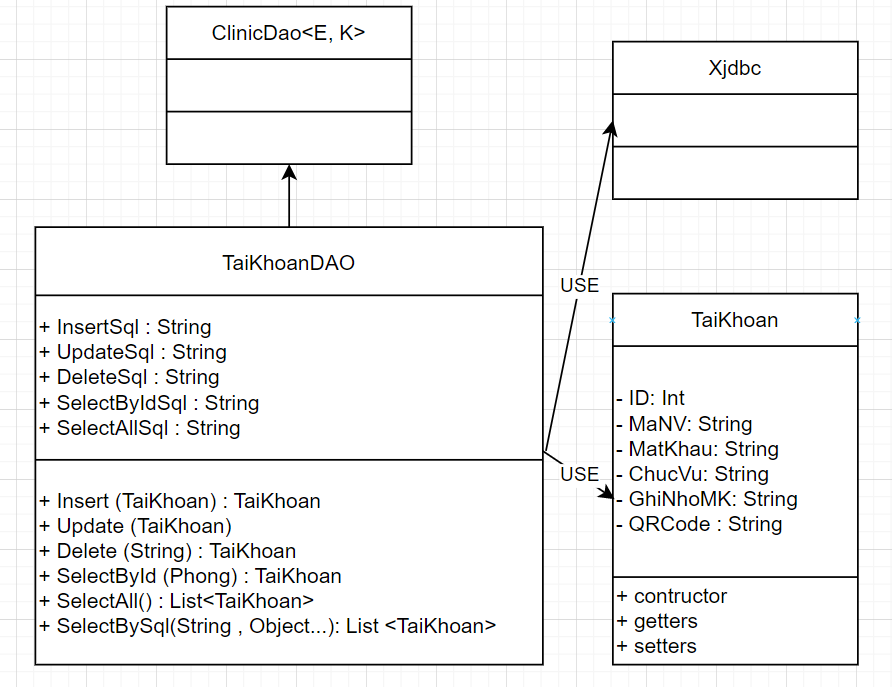 ClinicDao<E, K>
Xjdbc
TaiKhoanDAO
+ InsertSql : String
+ UpdateSql : String
+ DeleteSql : String
+ SelectByIdSql : String
+ SelectAllSql : String
+ Insert (TaiKhoan) : TaiKhoan
+ Update (TaiKhoan)
+ Delete (String) : TaiKhoan
+ SelectById (Phong) : TaiKhoan
+ SelectAll() : List<TaiKhoan>
+ SelectBySql(String , Object...): List <TaiKhoan>
USE
USE
TaiKhoan
- ID: Int
- MaNV: String
- MatKhau: String
- ChucVu: String
- GhiNhoMK: String
- QRCode : String
+ contructor
+ getters
+ setters